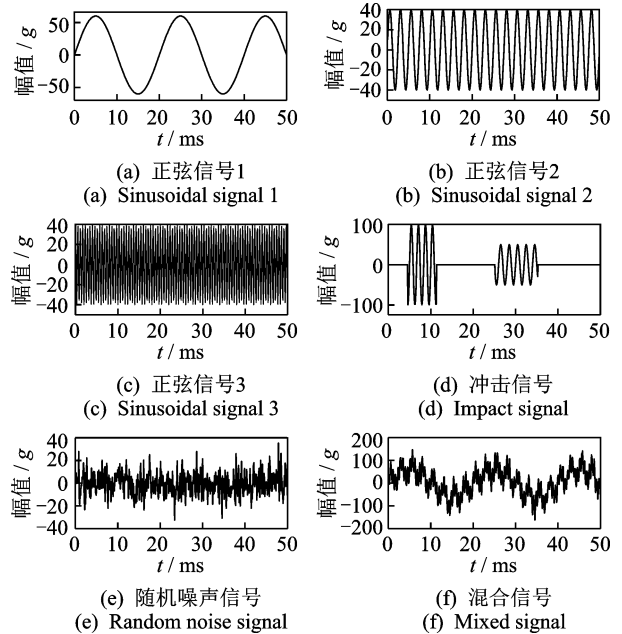 幅值 / g
50
0
−50
0 10 20 30 40 50
t / ms
(a) 正弦信号1
(a) Sinusoidal signal 1
幅值 / g
40
20
0
−20
40
0 10 20 30 40 50
t / ms
(b) 正弦信号2
(b) Sinusoidal signal 2
幅值 / g
40
20
0
−20
−40
0 10 20 30 40 50
t / ms
(c) 正弦信号3
(c) Sinusoidal signal 3
幅值 / g
100
0
−100
0 10 20 30 40 50
t / ms
(d) 冲击信号
(d) Impact signal
幅值 / g
40
20
0
−20
−40
0 10 20 30 40 50
t / ms
(e) 随机噪声信号
(e) Random noise signal
幅值 / g
200
100
0
−100
−200
0 10 20 30 40 50
t / ms
(f) 混合信号
(f) Mixed signal